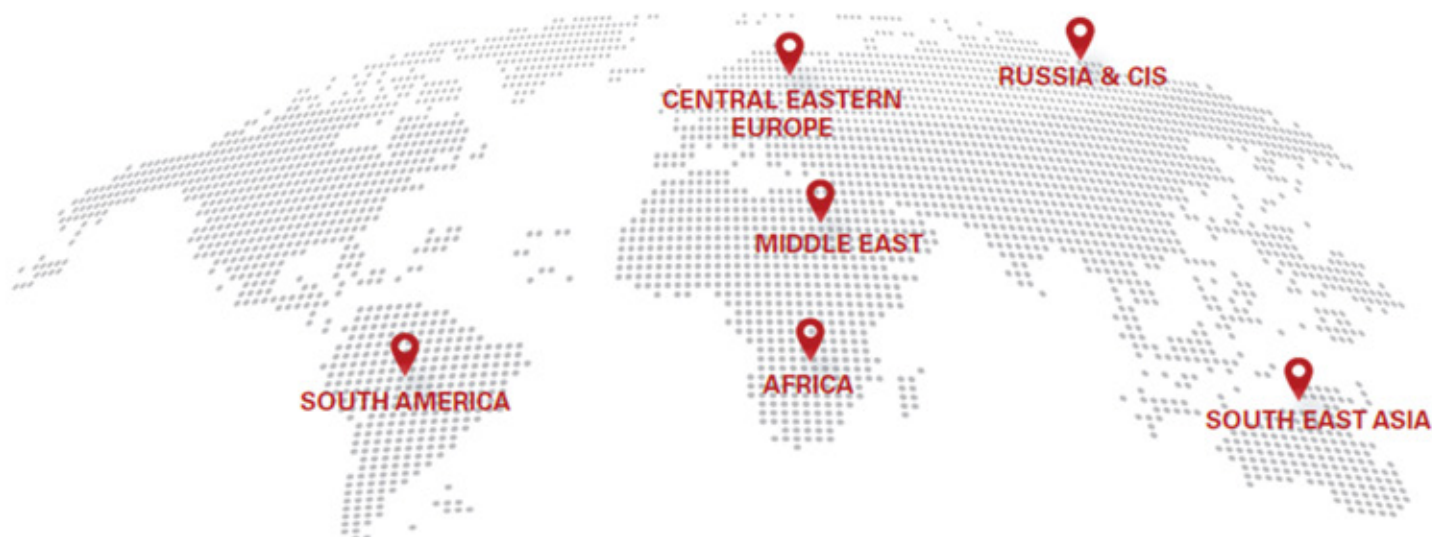 RUSSIA & CIS
CENTRAL EASTERN
EUROPE
MIDDLE EAST
AFRICA
SOUTH AMERICA
SOUTH EAST ASIA